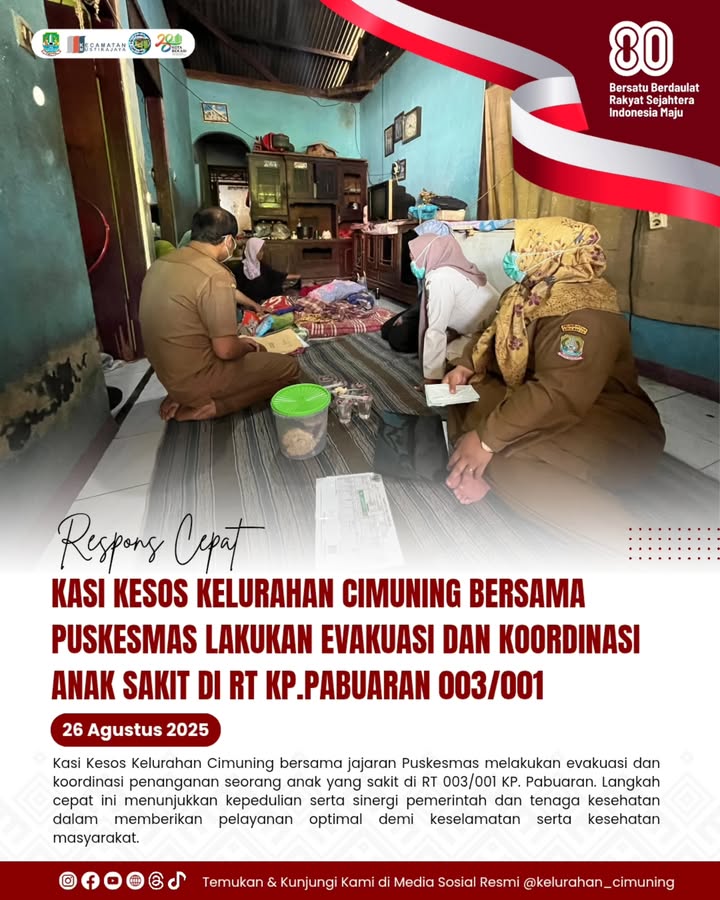 KECAMATAN
MUSTIKAJAYA
KOTA
BEKASI
80
Bersatu Berdaulat
Rakyat Sejahtera
Indonesia Maju
Respons Cepat
KASI KESOS KELURAHAN CIMUNING BERSAMA
PUSKESMAS LAKUKAN EVAKUASI DAN KOORDINASI
ANAK SAKIT DI RT KP.PABUARAN 003/001
26 Agustus 2025
Kasi Kesos Kelurahan Cimuning bersama jajaran Puskesmas melakukan evakuasi dan
koordinasi penanganan seorang anak yang sakit di RT 003/001 KP. Pabuaran. Langkah
cepat ini menunjukkan kepedulian serta sinergi pemerintah dan tenaga kesehatan
dalam memberikan pelayanan optimal demi keselamatan serta kesehatan
masyarakat.
Temukan & Kunjungi Kami di Media Sosial Resmi @kelurahan_cimuning